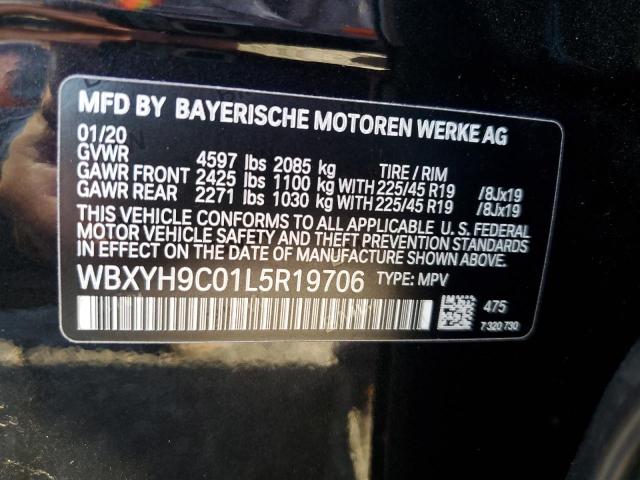 MFD BY BAYERISCHE MOTOREN WERKE AG
01/20
GVWR 4597 lbs 2085 kg TIRE / RIM
GAWR FRONT 2425 lbs 1100 kg WITH 225/45 R19 /8Jx19
GAWR REAR 2271 lbs 1030 kg WITH 225/45 R19 /8Jx19
THIS VEHICLE CONFORMS TO ALL APPLICABLE U.S. FEDERAL
MOTOR VEHICLE SAFETY, BUMPER, AND THEFT PREVENTION
STANDARDS IN EFFECT ON THE DATE OF MANUFACTURE SHOWN ABOVE.
WBXYH9C01L5R19706 TYPE: MPV
475
7 320 730